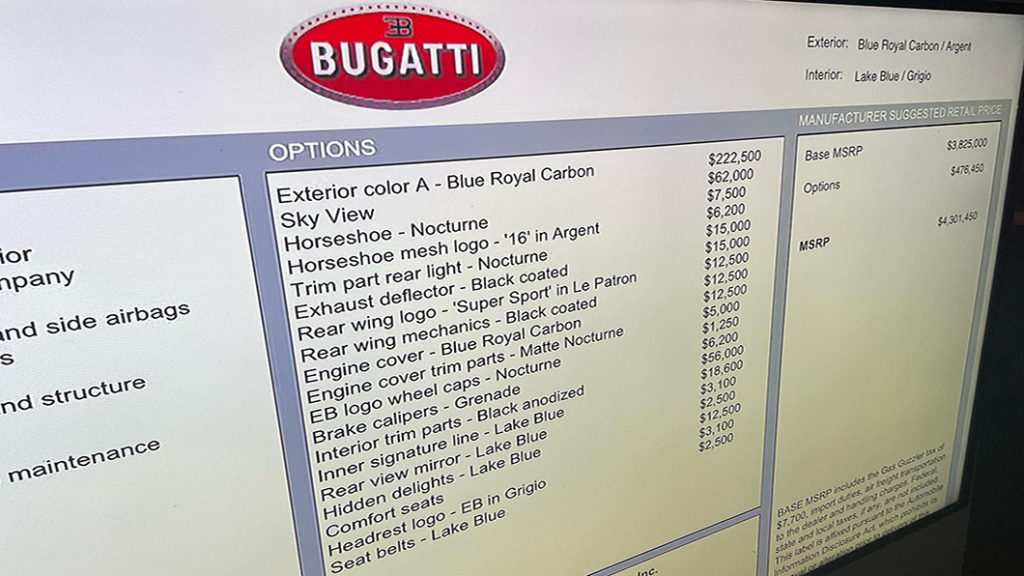 EB
BUGATTI
Exterior: Blue Royal Carbon / Argent
Interior: Lake Blue / Grigio
ior
mpany
and side airbags
s
nd structure
maintenance
OPTIONS
Exterior color A - Blue Royal Carbon $222,500
Sky View $62,000
Horseshoe - Nocturne $7,500
Horseshoe mesh logo - '16' in Argent $6,200
Trim part rear light - Nocturne $15,000
Exhaust deflector - Black coated $15,000
Rear wing logo - 'Super Sport' in Le Patron $12,500
Rear wing mechanics - Black coated $12,500
Engine cover - Blue Royal Carbon $12,500
Engine cover trim parts - Matte Nocturne $5,000
EB logo wheel caps - Nocturne $1,250
Brake calipers - Grenade $6,200
Interior trim parts - Black anodized $56,000
Inner signature line - Lake Blue $18,600
Rear view mirror - Lake Blue $3,100
Hidden delights - Lake Blue $2,500
Comfort seats $12,500
Headrest logo - EB in Grigio $3,100
Seat belts - Lake Blue $2,500
Inc.
MANUFACTURER SUGGESTED RETAIL PRICE
Base MSRP $3,825,000
Options $476,450
MSRP $4,301,450
BASE MSRP includes the Gas Guzzler tax of
$7,700, import duties, air freight transportation
to the dealer and handling charges. Federal,
state and local taxes, if any, are not included.
This label is affixed pursuant to the Automobile
Information Disclosure Act, which prohibits its